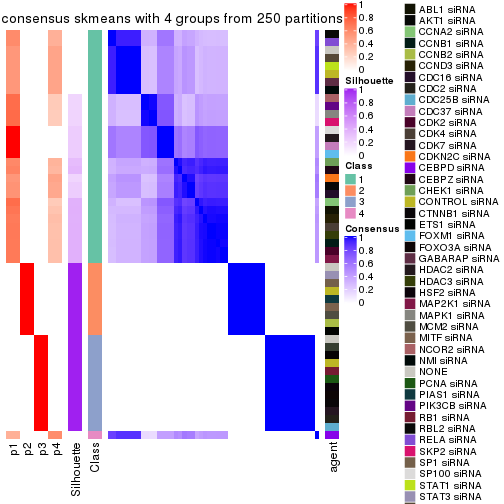 consensus skmeans with 4 groups from 250 partitions
1
0.8
0.6
0.4
0.2
0
Silhouette
1
0.8
0.6
0.4
0.2
0
Class
1
2
3
4
Consensus
1
0.8
0.6
0.4
0.2
0
p1
p2
p3
p4
Silhouette
Class
agent
ABL1 siRNA
AKT1 siRNA
CCNA2 siRNA
CCNB1 siRNA
CCNB2 siRNA
CCND3 siRNA
CDC16 siRNA
CDC2 siRNA
CDC25B siRNA
CDC37 siRNA
CDK2 siRNA
CDK4 siRNA
CDK7 siRNA
CDKN2C siRNA
CEBPD siRNA
CEBPZ siRNA
CHEK1 siRNA
CONTROL siRNA
CTNNB1 siRNA
ETS1 siRNA
FOXM1 siRNA
FOXO3A siRNA
GABARAP siRNA
HDAC2 siRNA
HDAC3 siRNA
HSF2 siRNA
MAP2K1 siRNA
MAPK1 siRNA
MCM2 siRNA
MITF siRNA
NCOR2 siRNA
NMI siRNA
NONE
PCNA siRNA
PIAS1 siRNA
PIK3CB siRNA
RB1 siRNA
RBL2 siRNA
RELA siRNA
SKP2 siRNA
SP1 siRNA
SP100 siRNA
STAT1 siRNA
STAT3 siRNA